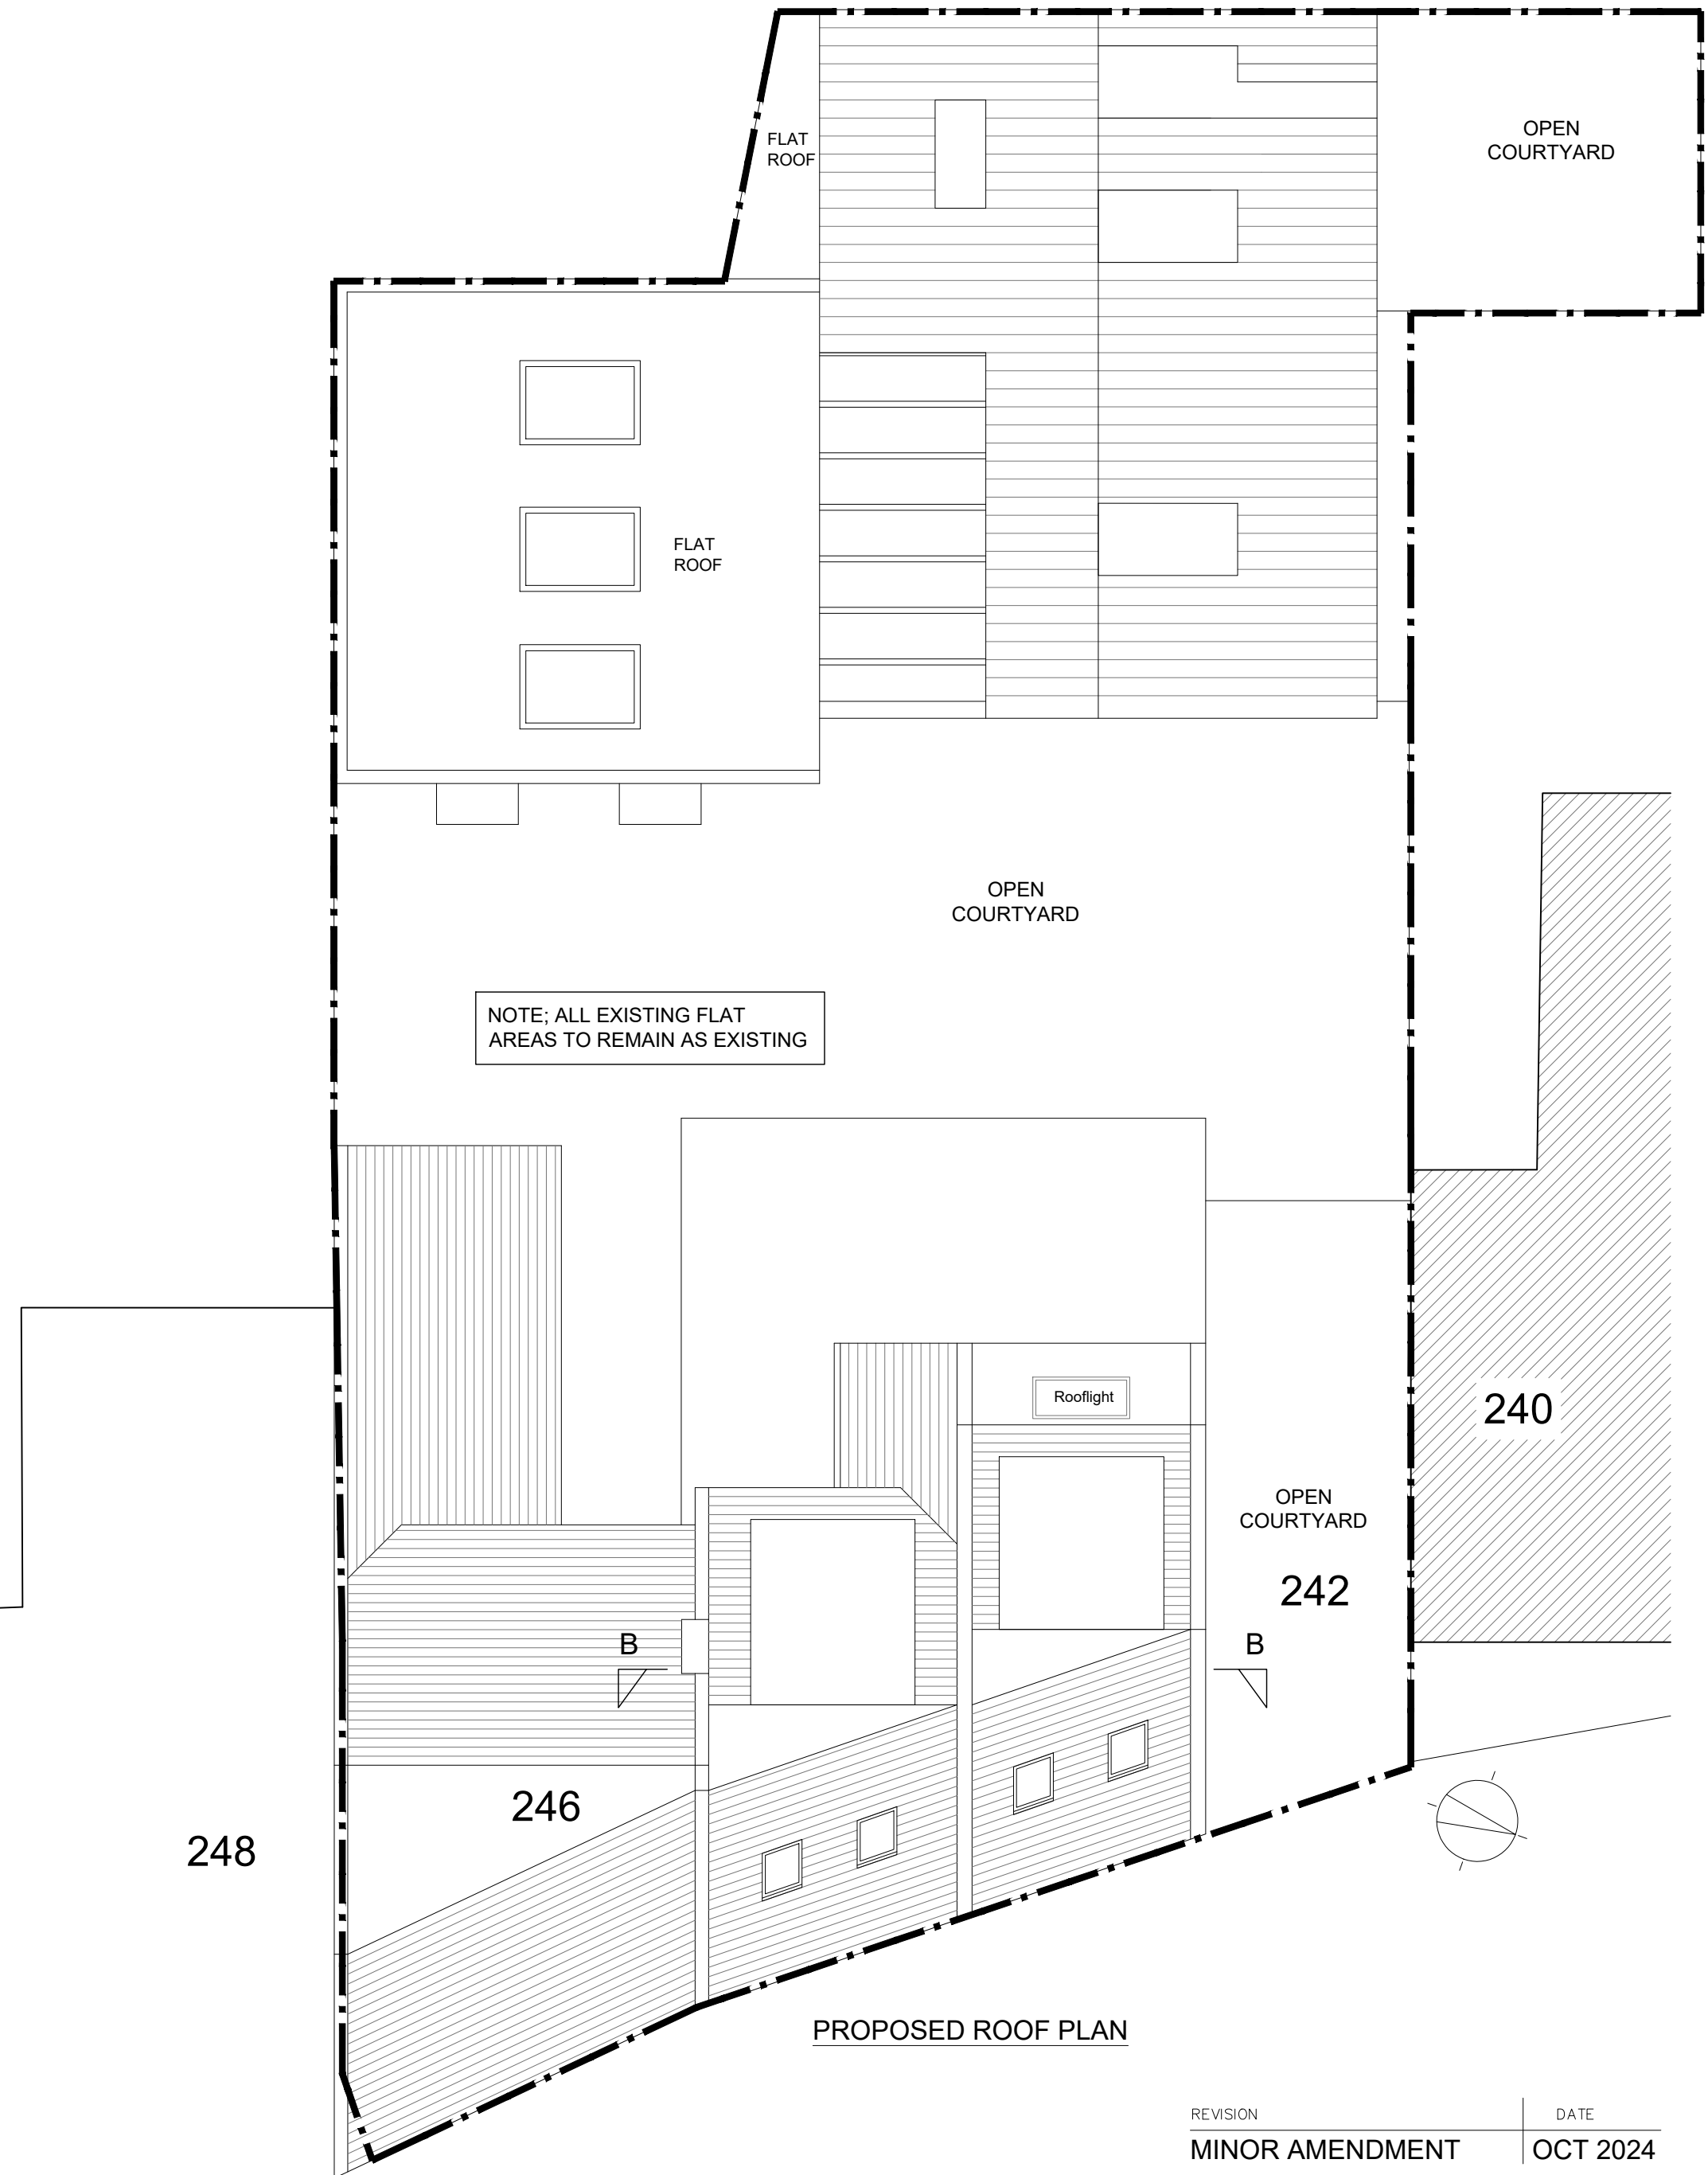 OPEN
COURTYARD
FLAT
ROOF
FLAT
ROOF
OPEN
COURTYARD
NOTE; ALL EXISTING FLAT
AREAS TO REMAIN AS EXISTING
Rooflight
240
OPEN
COURTYARD
242
B
B
246
248
PROPOSED ROOF PLAN
REVISION
DATE
MINOR AMENDMENT
OCT 2024